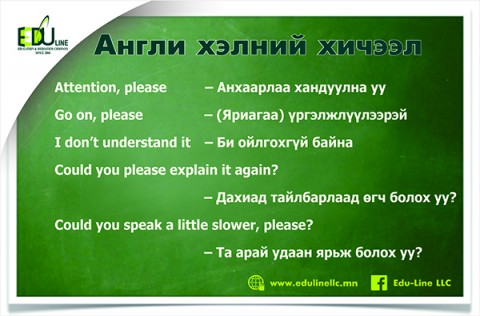 EDU LINE
EDUCATION & MEDIATION COMPANY
SINCE 2004
Англи хэлний хичээл
Attention, please – Анхаарлаа хандуулна уу
Go on, please – (Яриагаа) үргэлжлүүлээрэй
I don't understand it – Би ойлгохгүй байна
Could you please explain it again?
– Дахиад тайлбарлаад өгч болох уу?
Could you speak a little slower, please?
– Та арай удаан ярьж болох уу?
www.edulinellc.mn Edu-Line LLC